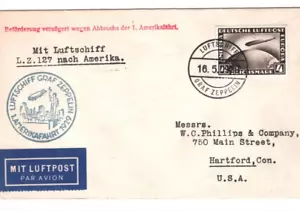 Beförderung verzögert wegen Abbruchs der 1. Amerikafahrt.
Mit Luftschiff
L.Z.127 nach Amerika.
DEUTSCHE LUFTPOST
LUFTSCHIFF
16.5.29
GRAF ZEPPELIN
REICHSMARK
LUFTSCHIFF GRAF ZEPPELIN
1. AMERIKAFAHRT 1929
Messrs.
W.C.Phillips & Company,
750 Main Street,
Hartford, Con.
U.S.A.
MIT LUFTPOST
PAR AVION